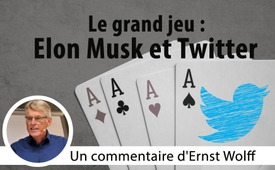 Le grand jeu :
Elon Musk et Twitter
A
A
A
A
Un commentaire d'Ernst Wolff